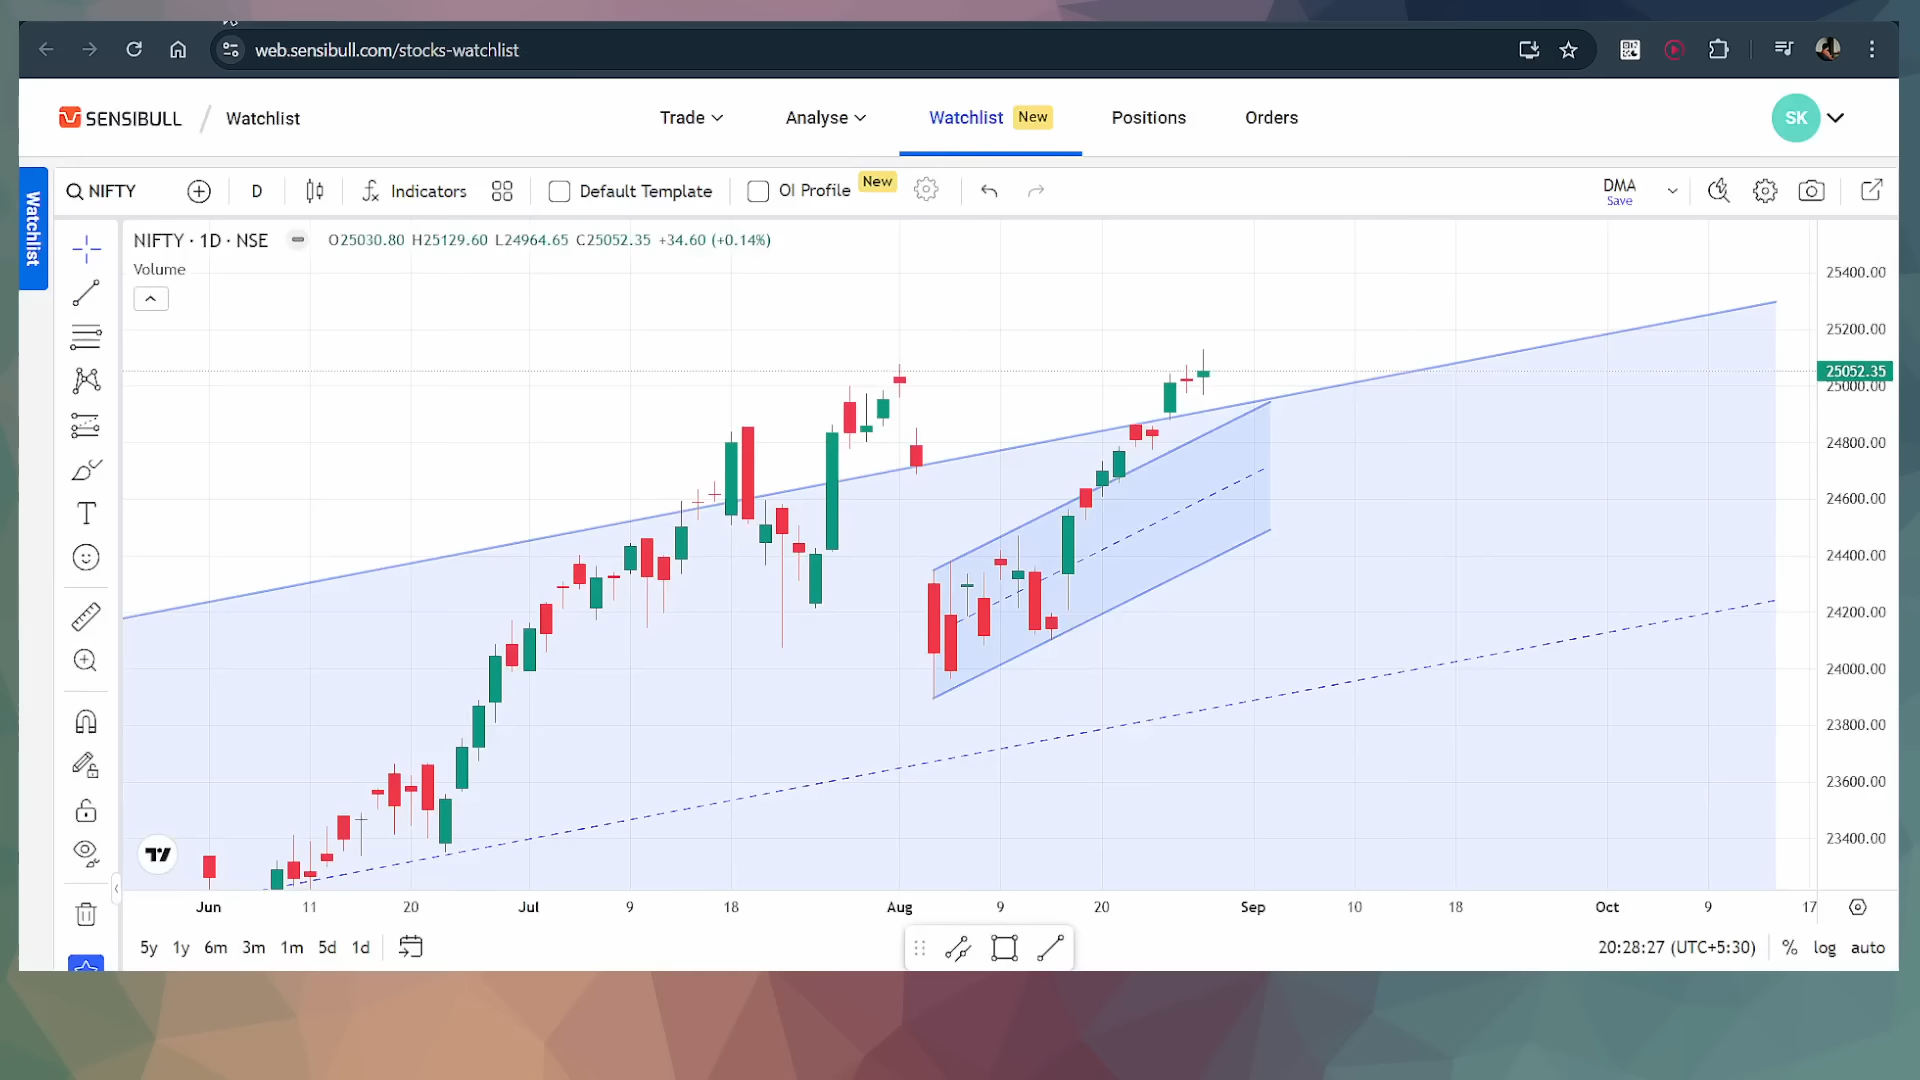 web.sensibull.com/stocks-watchlist
SENSIBULL / Watchlist
Trade
Analyse
Watchlist New
Positions
Orders
SK
Watchlist
NIFTY
D
Indicators
Default Template
OI Profile New
DMA
Save
NIFTY · 1D · NSE
O25030.80 H25129.60 L24964.65 C25052.35 +34.60 (+0.14%)
Volume
25400.00
25200.00
25052.35
25000.00
24800.00
24600.00
24400.00
24200.00
24000.00
23800.00
23600.00
23400.00
Jun 11 20 Jul 9 18 Aug 9 20 Sep 10 18 Oct 9 17
5y 1y 6m 3m 1m 5d 1d
20:28:27 (UTC+5:30) % log auto